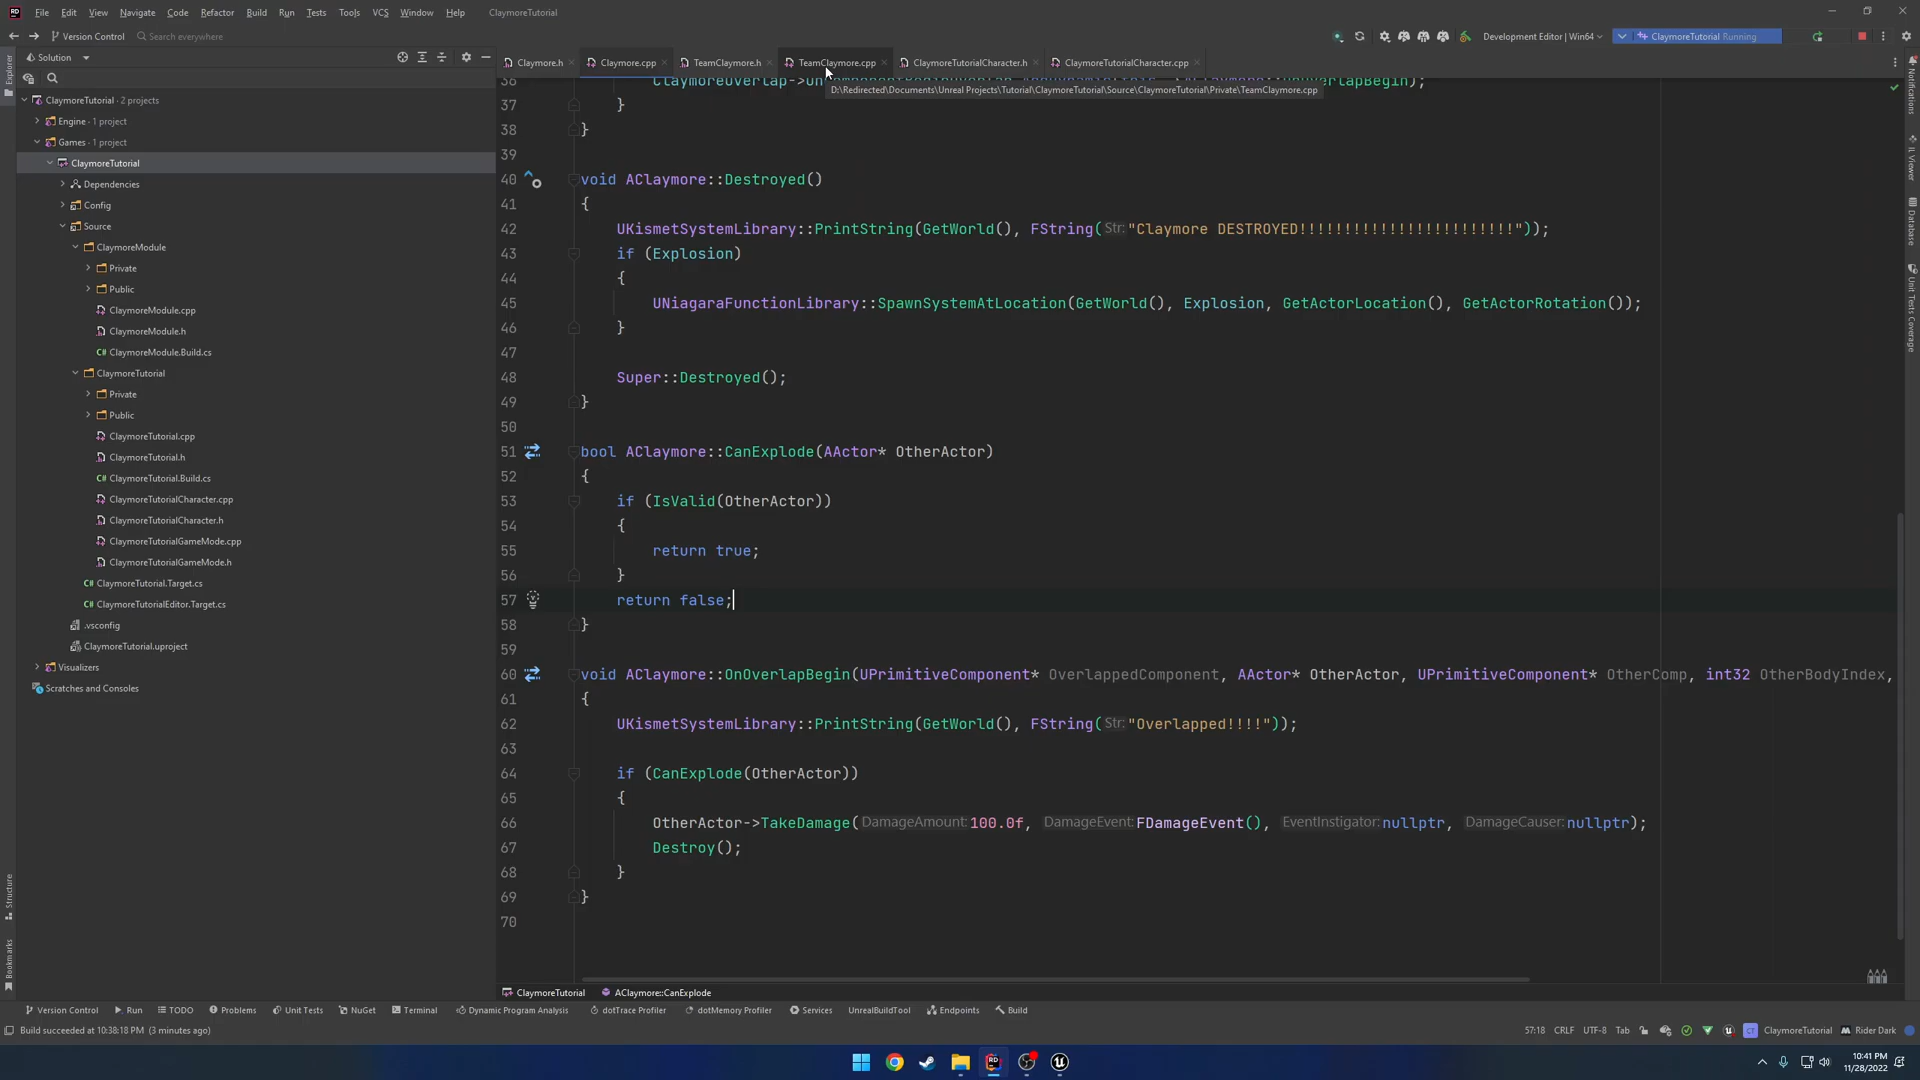 File Edit View Navigate Code Refactor Build Run Tests Tools VCS Window Help ClaymoreTutorial
Version Control Search everywhere Development Editor | Win64 ClaymoreTutorial Running
Solution
Claymore.h Claymore.cpp TeamClaymore.h TeamClaymore.cpp ClaymoreTutorialCharacter.h ClaymoreTutorialCharacter.cpp
D:\Redirected\Documents\Unreal Projects\Tutorial\ClaymoreTutorial\Source\ClaymoreTutorial\Private\TeamClaymore.cpp
Explorer
ClaymoreTutorial · 2 projects
Engine · 1 project
Games · 1 project
ClaymoreTutorial
Dependencies
Config
Source
ClaymoreModule
Private
Public
ClaymoreModule.cpp
ClaymoreModule.h
C# ClaymoreModule.Build.cs
ClaymoreTutorial
Private
Public
ClaymoreTutorial.cpp
ClaymoreTutorial.h
C# ClaymoreTutorial.Build.cs
ClaymoreTutorialCharacter.cpp
ClaymoreTutorialCharacter.h
ClaymoreTutorialGameMode.cpp
ClaymoreTutorialGameMode.h
C# ClaymoreTutorial.Target.cs
C# ClaymoreTutorialEditor.Target.cs
.vsconfig
ClaymoreTutorial.uproject
Visualizers
Scratches and Consoles
Structure
Bookmarks
37 }
38 }
39
40 void AClaymore::Destroyed()
41 {
42 UKismetSystemLibrary::PrintString(GetWorld(), FString( Str: "Claymore DESTROYED!!!!!!!!!!!!!!!!!!!!!!!!"));
43 if (Explosion)
44 {
45 UNiagaraFunctionLibrary::SpawnSystemAtLocation(GetWorld(), Explosion, GetActorLocation(), GetActorRotation());
46 }
47
48 Super::Destroyed();
49 }
50
51 bool AClaymore::CanExplode(AActor* OtherActor)
52 {
53 if (IsValid(OtherActor))
54 {
55 return true;
56 }
57 return false;
58 }
59
60 void AClaymore::OnOverlapBegin(UPrimitiveComponent* OverlappedComponent, AActor* OtherActor, UPrimitiveComponent* OtherComp, int32 OtherBodyIndex,
61 {
62 UKismetSystemLibrary::PrintString(GetWorld(), FString( Str: "Overlapped!!!!"));
63
64 if (CanExplode(OtherActor))
65 {
66 OtherActor->TakeDamage( DamageAmount: 100.0f, DamageEvent: FDamageEvent(), EventInstigator: nullptr, DamageCauser: nullptr);
67 Destroy();
68 }
69 }
70
Notifications
IL Viewer
Database
Unit Tests Coverage
ClaymoreTutorial AClaymore::CanExplode
Version Control Run TODO Problems Unit Tests NuGet Terminal Dynamic Program Analysis dotTrace Profiler dotMemory Profiler Services UnrealBuildTool Endpoints Build
Build succeeded at 10:38:18 PM (3 minutes ago) 57:18 CRLF UTF-8 Tab CT ClaymoreTutorial Rider Dark
10:41 PM
11/28/2022